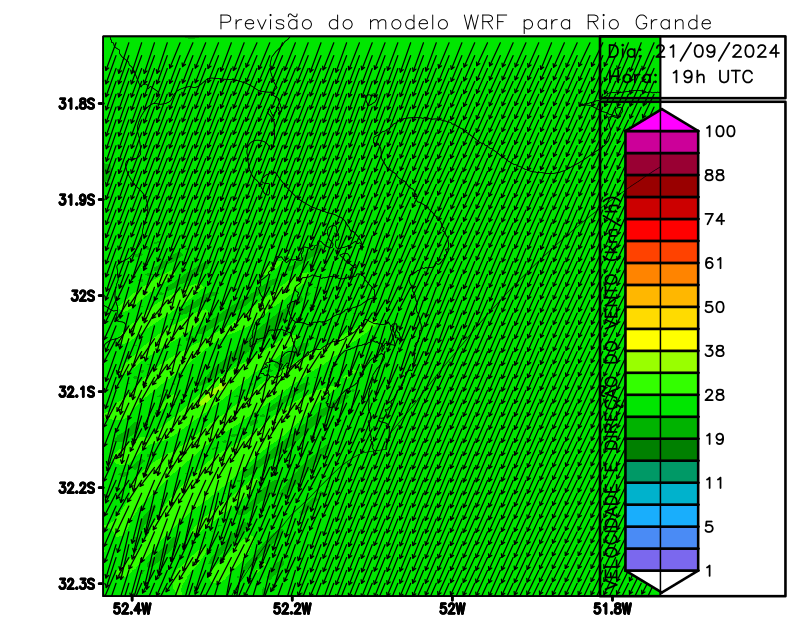 Previsão do modelo WRF para Rio Grande
Dia: 21/09/2024
Hora: 19h UTC
VELOCIDADE E DIREÇÃO DO VENTO (Km/h)
100
88
74
61
50
38
28
19
11
5
1
31.8S
31.9S
32S
32.1S
32.2S
32.3S
52.4W
52.2W
52W
51.8W